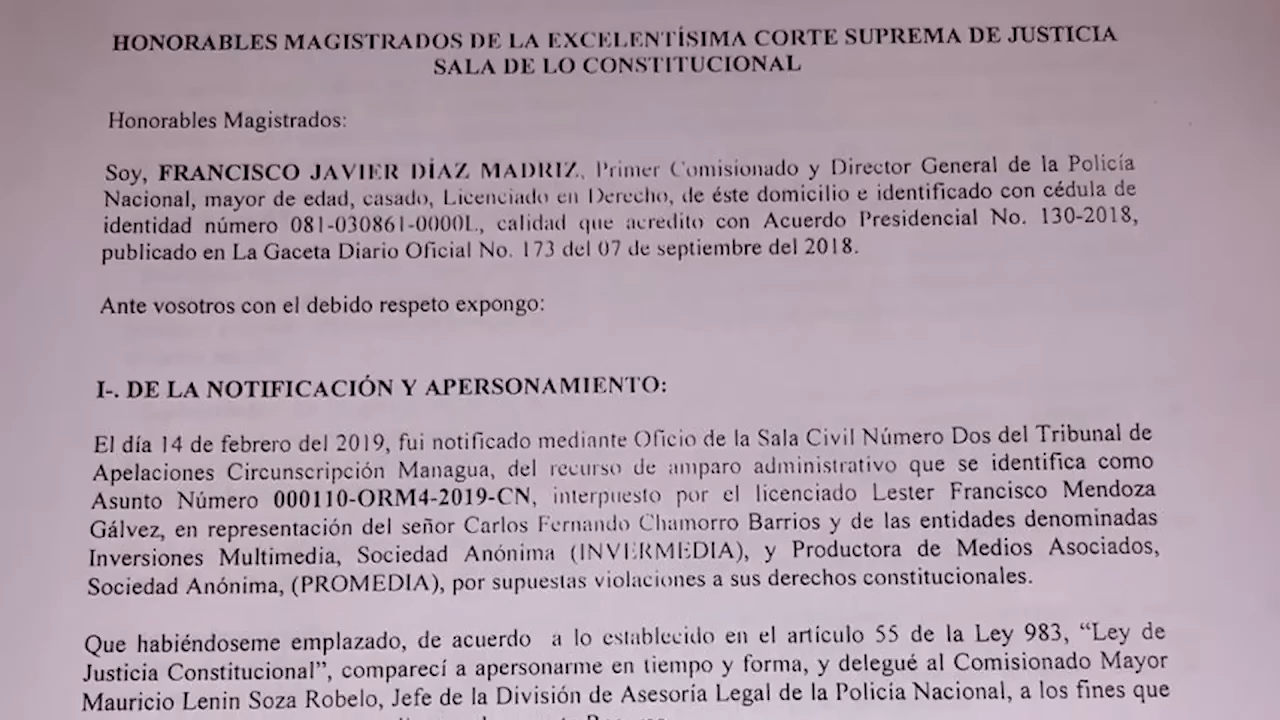 HONORABLES MAGISTRADOS DE LA EXCELENTÍSIMA CORTE SUPREMA DE JUSTICIA
SALA DE LO CONSTITUCIONAL
Honorables Magistrados:
Soy, FRANCISCO JAVIER DÍAZ MADRIZ, Primer Comisionado y Director General de la Policía
Nacional, mayor de edad, casado, Licenciado en Derecho, de éste domicilio e identificado con cédula de
identidad número 081-030861-0000L, calidad que acredito con Acuerdo Presidencial No. 130-2018,
publicado en La Gaceta Diario Oficial No. 173 del 07 de septiembre del 2018.
Ante vosotros con el debido respeto expongo:
I-. DE LA NOTIFICACIÓN Y APERSONAMIENTO:
El día 14 de febrero del 2019, fui notificado mediante Oficio de la Sala Civil Número Dos del Tribunal de
Apelaciones Circunscripción Managua, del recurso de amparo administrativo que se identifica como
Asunto Número 000110-ORM4-2019-CN, interpuesto por el licenciado Lester Francisco Mendoza
Gálvez, en representación del señor Carlos Fernando Chamorro Barrios y de las entidades denominadas
Inversiones Multimedia, Sociedad Anónima (INVERMEDIA), y Productora de Medios Asociados,
Sociedad Anónima, (PROMEDIA), por supuestas violaciones a sus derechos constitucionales.
Que habiéndoseme emplazado, de acuerdo a lo establecido en el artículo 55 de la Ley 983, “Ley de
Justicia Constitucional”, comparecí a apersonarme en tiempo y forma, y delegué al Comisionado Mayor
Mauricio Lenin Soza Robelo, Jefe de la División de Asesoría Legal de la Policía Nacional, a los fines que